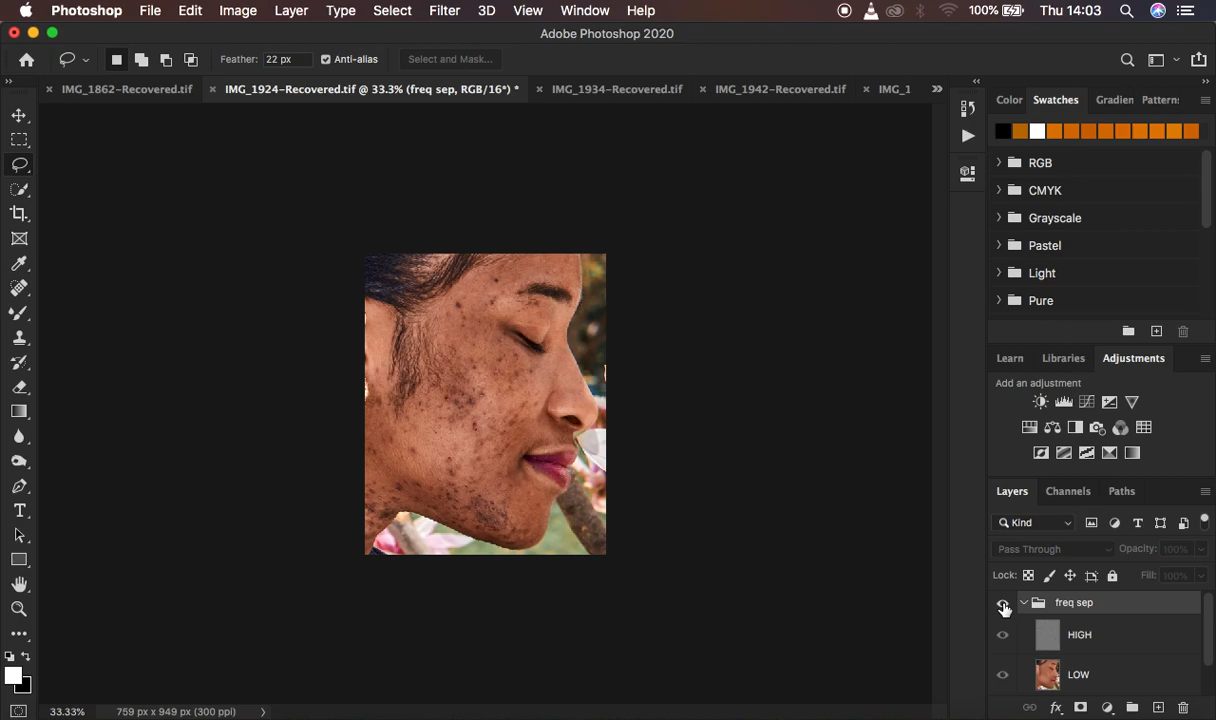 Photoshop File Edit Image Layer Type Select Filter 3D View Window Help 100% Thu 14:03
Adobe Photoshop 2020
Feather: 22 px Anti-alias Select and Mask...
IMG_1862-Recovered.tif IMG_1924-Recovered.tif @ 33.3% (freq sep, RGB/16*) * IMG_1934-Recovered.tif IMG_1942-Recovered.tif IMG_1
Color Swatches Gradien Pattern:
RGB
CMYK
Grayscale
Pastel
Light
Pure
Learn Libraries Adjustments
Add an adjustment
Layers Channels Paths
Kind
Pass Through Opacity: 100%
Lock: Fill: 100%
freq sep
HIGH
LOW
33.33% 759 px x 949 px (300 ppi)